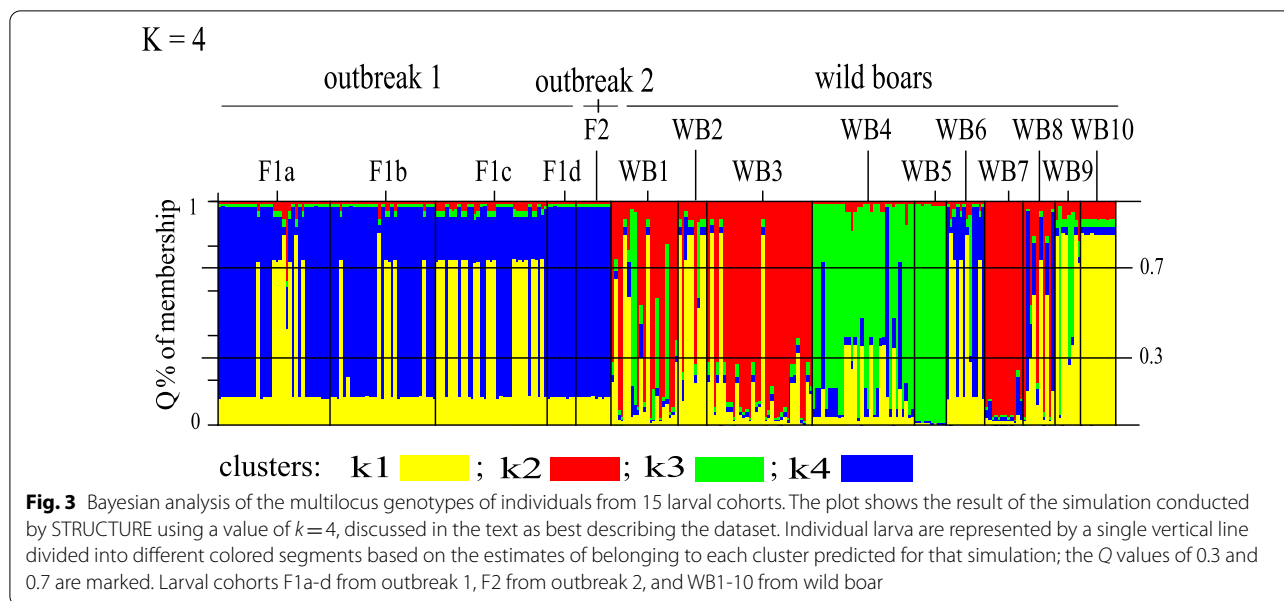 K = 4
outbreak 1
outbreak 2
wild boars
F2 WB2 WB4 WB6 WB8 WB10
F1a F1b F1c F1d WB1 WB3 WB5 WB7 WB9
Q % of membership
1
0.7
0.3
0
clusters: k1 ; k2 ; k3 ; k4
Fig. 3 Bayesian analysis of the multilocus genotypes of individuals from 15 larval cohorts. The plot shows the result of the simulation conducted
by STRUCTURE using a value of k = 4, discussed in the text as best describing the dataset. Individual larva are represented by a single vertical line
divided into different colored segments based on the estimates of belonging to each cluster predicted for that simulation; the Q values of 0.3 and
0.7 are marked. Larval cohorts F1a-d from outbreak 1, F2 from outbreak 2, and WB1-10 from wild boar